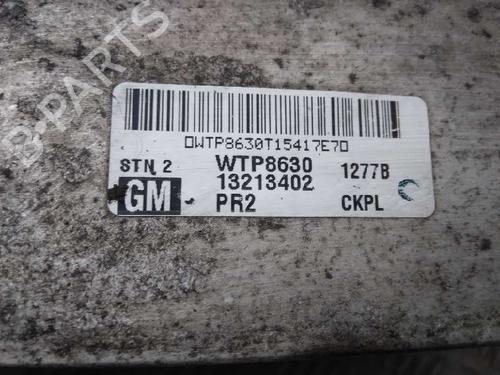 B-PARTS
0WTP8630T15417E70
STN 2 WTP8630 1277B
GM 13213402
PR2 CKPL